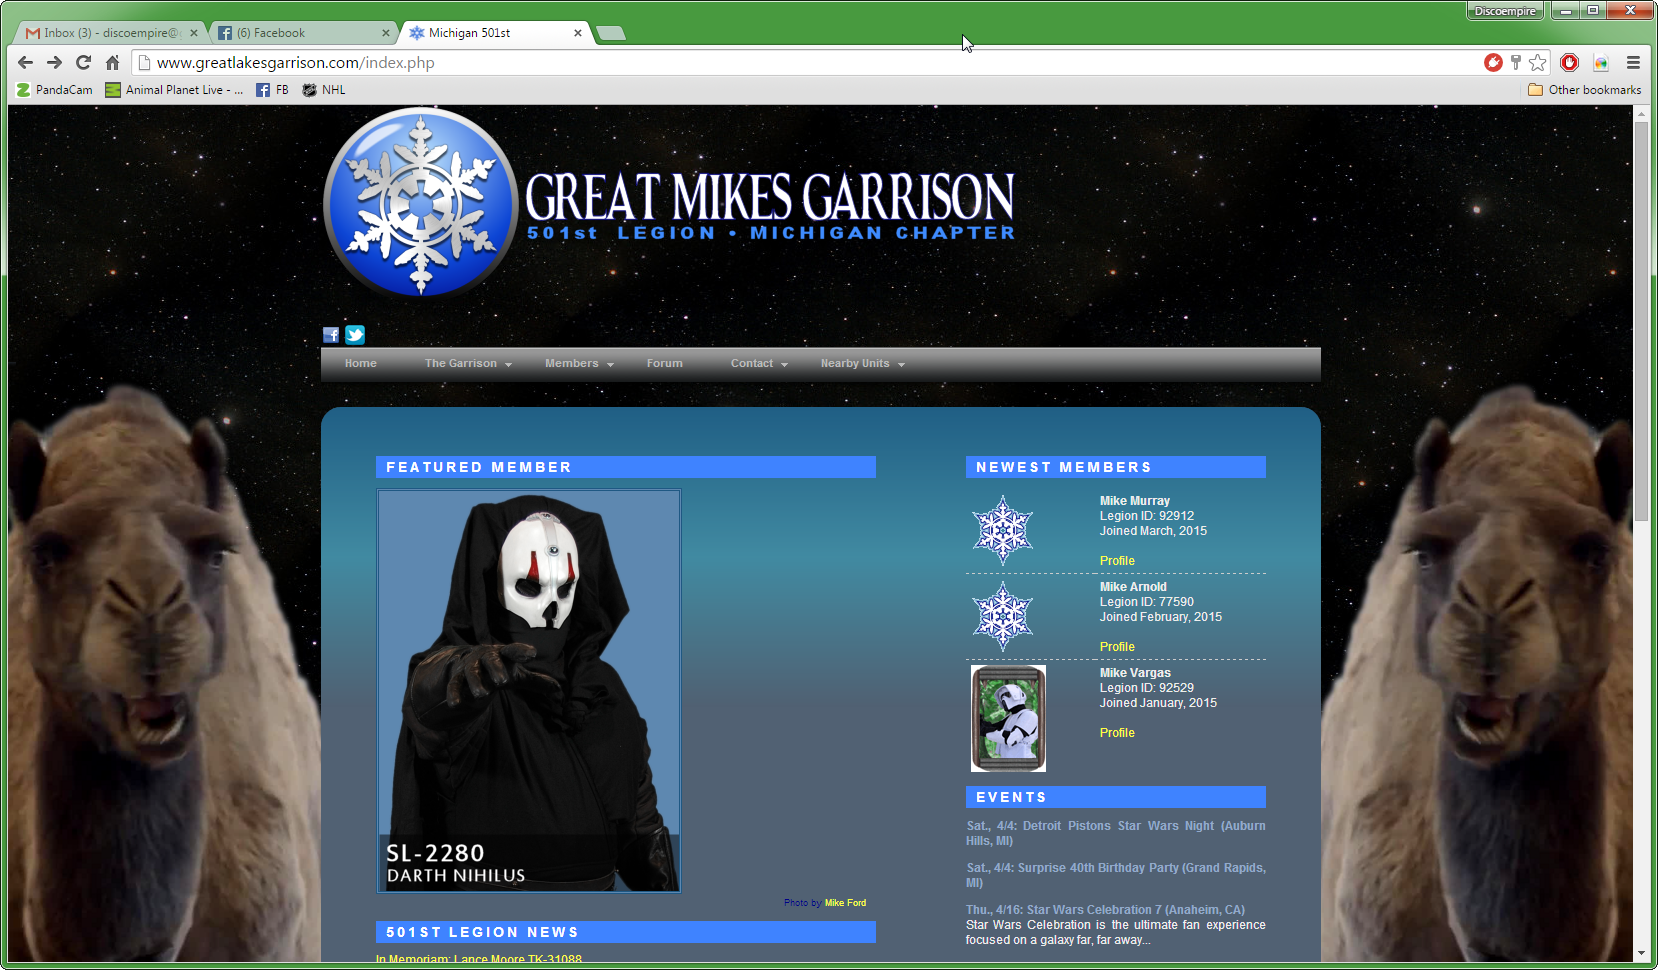 Discoempire
Inbox (3) - discoempire@
(6) Facebook
Michigan 501st
www.greatlakesgarrison.com/index.php
PandaCam
Animal Planet Live - ...
FB
NHL
Other bookmarks
GREAT MIKES GARRISON
501st LEGION • MICHIGAN CHAPTER
Home
The Garrison
Members
Forum
Contact
Nearby Units
FEATURED MEMBER
SL-2280
DARTH NIHILUS
Photo by Mike Ford
501ST LEGION NEWS
In Memoriam: Lance Moore TK-31088
NEWEST MEMBERS
Mike Murray
Legion ID: 92912
Joined March, 2015
Profile
Mike Arnold
Legion ID: 77590
Joined February, 2015
Profile
Mike Vargas
Legion ID: 92529
Joined January, 2015
Profile
EVENTS
Sat., 4/4: Detroit Pistons Star Wars Night (Auburn
Hills, MI)
Sat., 4/4: Surprise 40th Birthday Party (Grand Rapids,
MI)
Thu., 4/16: Star Wars Celebration 7 (Anaheim, CA)
Star Wars Celebration is the ultimate fan experience
focused on a galaxy far, far away...